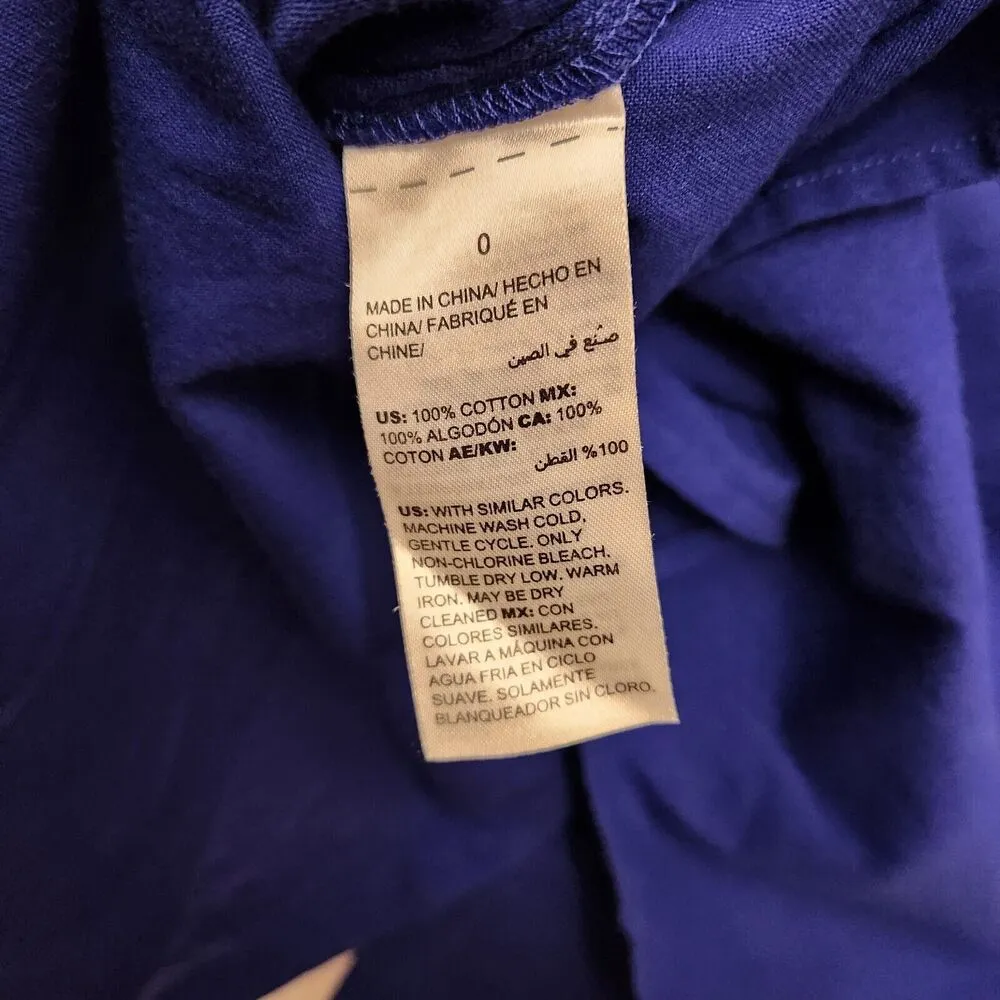 0
MADE IN CHINA/ HECHO EN
CHINA/ FABRIQUÉ EN
CHINE/
صُنع في الصين
US: 100% COTTON MX:
100% ALGODÓN CA: 100%
COTON AE/KW:
100% القطن
US: WITH SIMILAR COLORS.
MACHINE WASH COLD,
GENTLE CYCLE. ONLY
NON-CHLORINE BLEACH.
TUMBLE DRY LOW. WARM
IRON. MAY BE DRY
CLEANED MX: CON
COLORES SIMILARES.
LAVAR A MÁQUINA CON
AGUA FRIA EN CICLO
SUAVE. SOLAMENTE
BLANQUEADOR SIN CLORO.